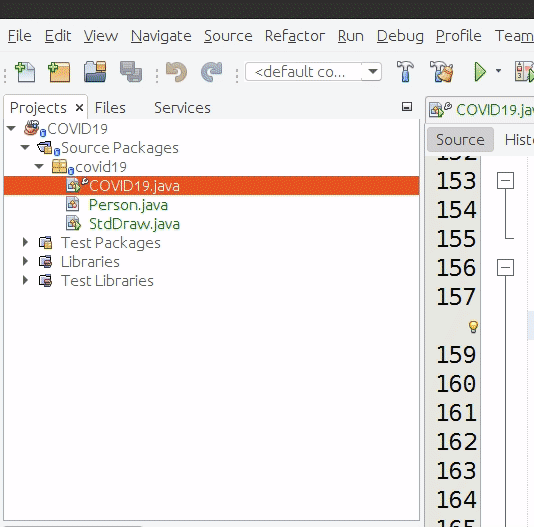 File Edit View Navigate Source Refactor Run Debug Profile Team
<default co...
Projects × Files Services
COVID19
Source Packages
covid19
COVID19.java
Person.java
StdDraw.java
Test Packages
Libraries
Test Libraries
COVID19.jav
Source Hist
152
153
154
155
156
157
159
160
161
162
163
164
165